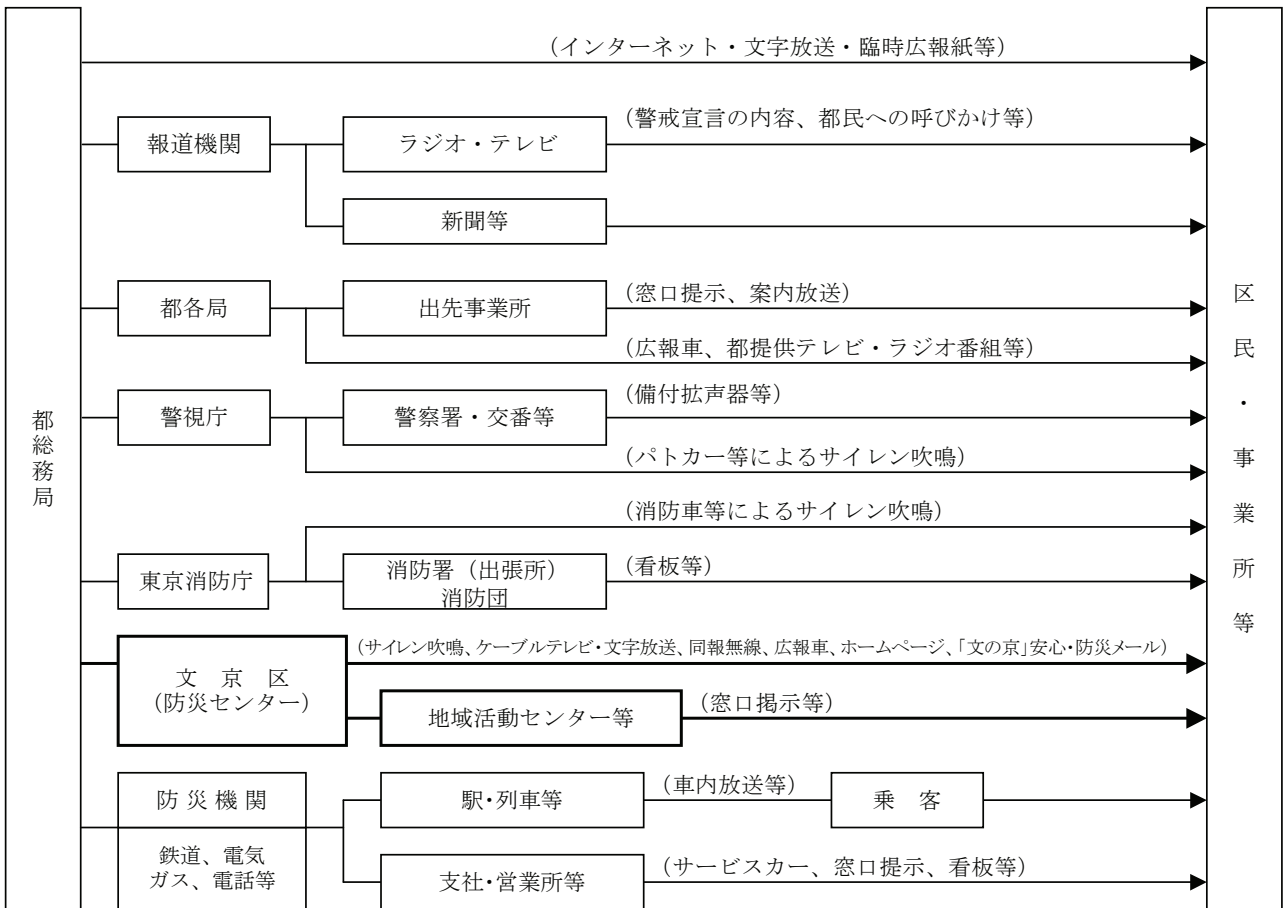 都総務局
(インターネット・文字放送・臨時広報紙等)
報道機関
ラジオ・テレビ
(警戒宣言の内容、都民への呼びかけ等)
新聞等
都各局
出先事業所
(窓口提示、案内放送)
(広報車、都提供テレビ・ラジオ番組等)
警視庁
警察署・交番等
(備付拡声器等)
(パトカー等によるサイレン吹鳴)
(消防車等によるサイレン吹鳴)
東京消防庁
消防署(出張所)
消防団
(看板等)
文京区
(防災センター)
(サイレン吹鳴、ケーブルテレビ・文字放送、同報無線、広報車、ホームページ、「文の京」安心・防災メール)
地域活動センター等
(窓口掲示等)
防災機関
鉄道、電気
ガス、電話等
駅・列車等
(車内放送等)
乗 客
支社・営業所等
(サービスカー、窓口提示、看板等)
区民・事業所等